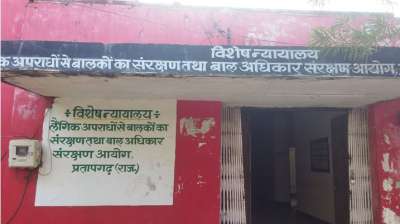 विशेष न्यायालय
क अपराधों से बालकों का संरक्षण तथा बाल अधिकार संरक्षण आयोग,
विशेष न्यायालय
लैंगिक अपराधों से बालकों का
संरक्षण तथा बाल अधिकार
संरक्षण आयोग.
प्रतापगढ़ (राज.)